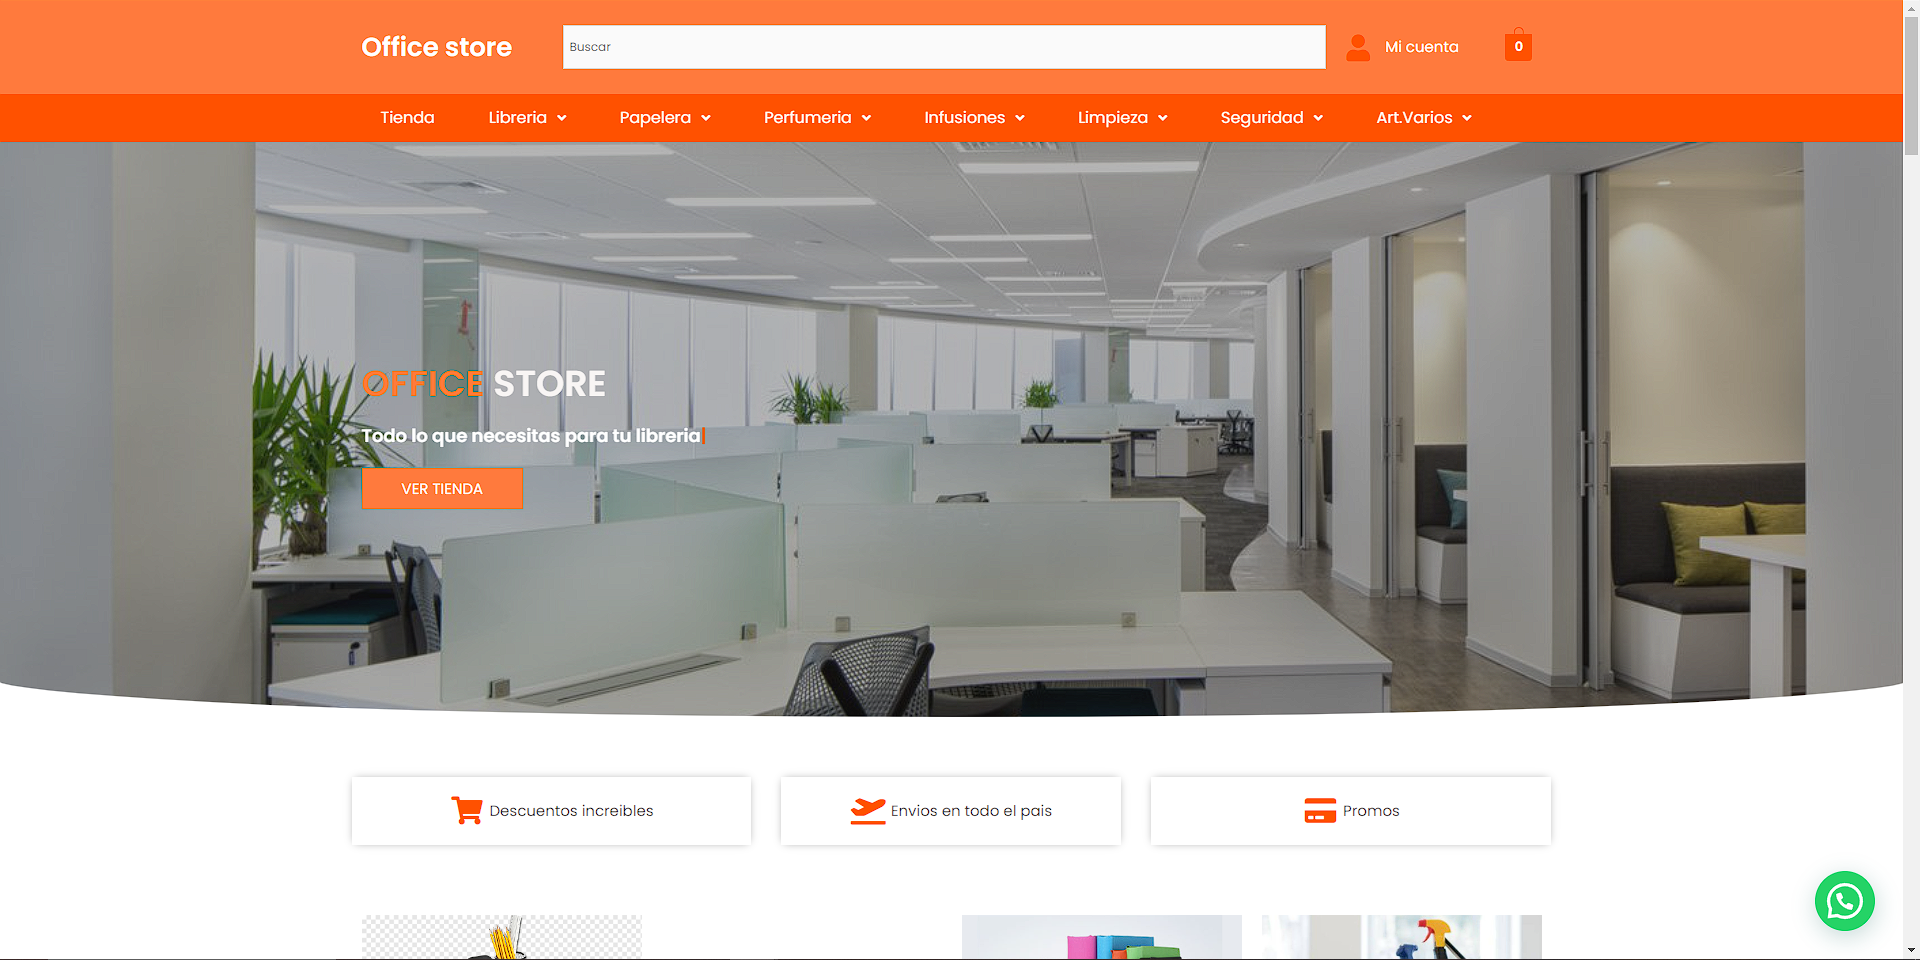 Office store
Buscar
Mi cuenta
0
Tienda
Libreria
Papelera
Perfumeria
Infusiones
Limpieza
Seguridad
Art.Varios
OFFICE STORE
Todo lo que necesitas para tu libreria
VER TIENDA
Descuentos increibles
Envios en todo el pais
Promos